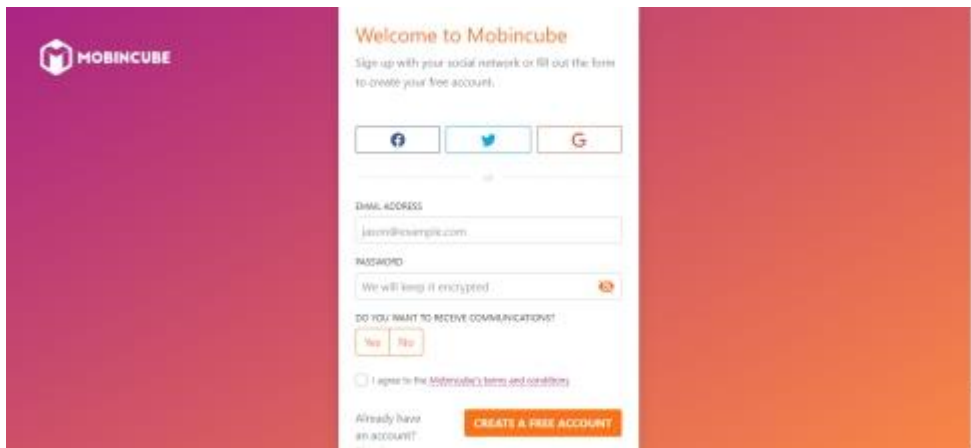 MOBINCUBE
Welcome to Mobincube
Sign up with your social network or fill out the form
to create your free account.
or
EMAIL ADDRESS
jason@example.com
PASSWORD
We will keep it encrypted
DO YOU WANT TO RECEIVE COMMUNICATIONS?
Yes No
I agree to the Mobincube's terms and conditions
Already have
an account?
CREATE A FREE ACCOUNT